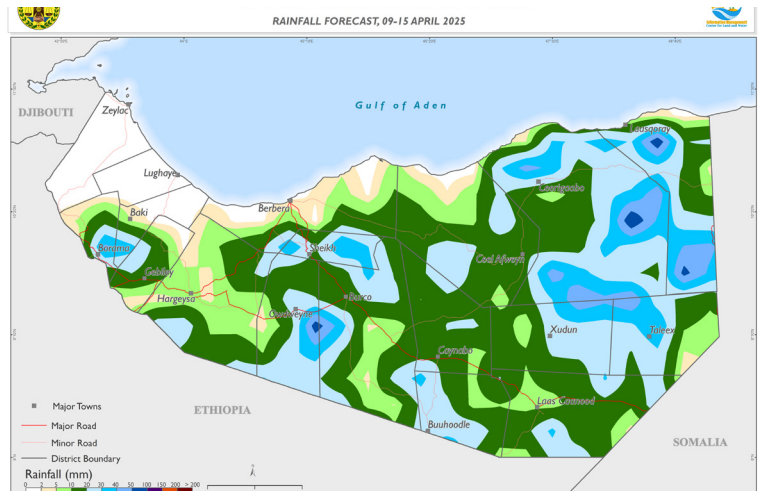 RAINFALL FORECAST, 09-15 APRIL 2025
Gulf of Aden
DJIBOUTI
Zeylac
Lughaye
Baki
Berbera
Borama
Gabiley
Hargeysa
Sheikh
Burco
Owdweyne
Laasqoray
Ceerigaabo
Ceel Afweyn
Xudun
Taleex
Caynabo
Laas Caanood
Buuhoodle
ETHIOPIA
SOMALIA
Major Towns
Major Road
Minor Road
District Boundary
Rainfall (mm)
0 2 5 10 20 30 40 50 100 150 200 > 200